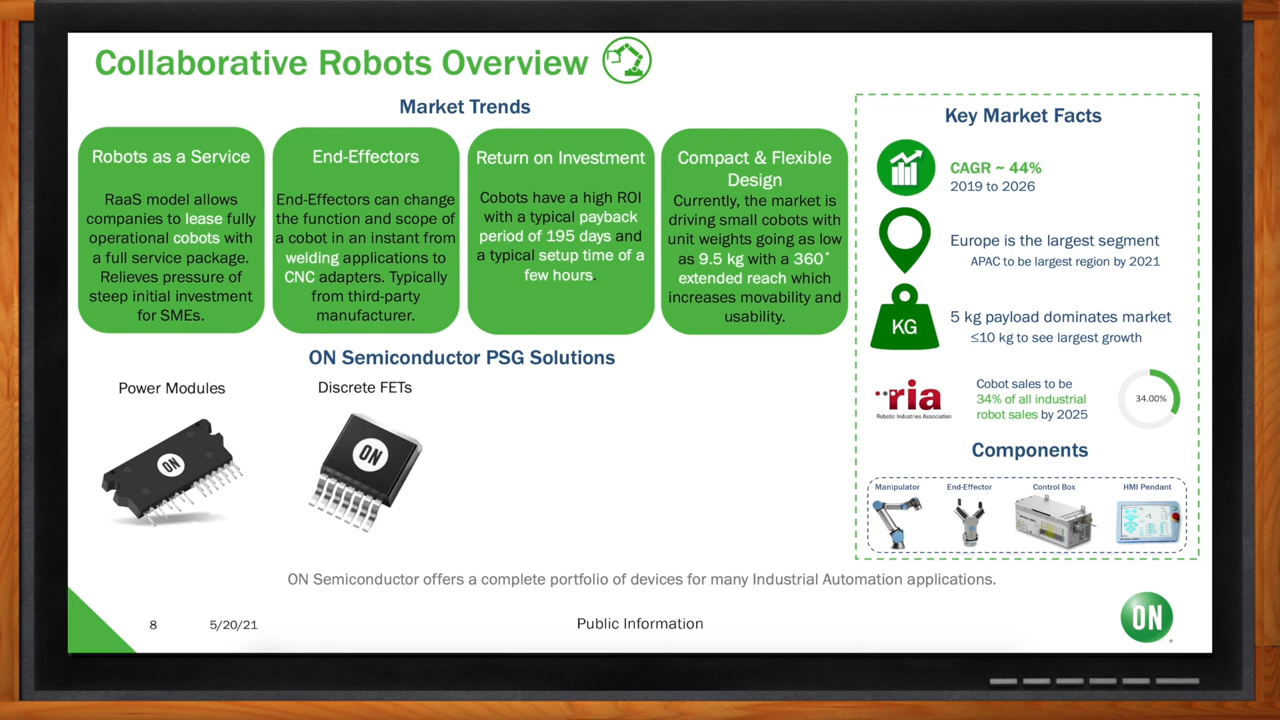 Collaborative Robots Overview
Market Trends
Robots as a Service
RaaS model allows
companies to lease fully
operational cobots with
a full service package.
Relieves pressure of
steep initial investment
for SMEs.
End-Effectors
End-Effectors can change
the function and scope of
a cobot in an instant from
welding applications to
CNC adapters. Typically
from third-party
manufacturer.
Return on Investment
Cobots have a high ROI
with a typical payback
period of 195 days and
a typical setup time of a
few hours.
Compact & Flexible
Design
Currently, the market is
driving small cobots with
unit weights going as low
as 9.5 kg with a 360°
extended reach which
increases movability and
usability.
Key Market Facts
CAGR ~ 44%
2019 to 2026
Europe is the largest segment
APAC to be largest region by 2021
KG
5 kg payload dominates market
≤10 kg to see largest growth
ria
Robotic Industries Association
Cobot sales to be
34% of all industrial
robot sales by 2025
34.00%
Components
Manipulator
End-Effector
Control Box
HMI Pendant
ON Semiconductor PSG Solutions
Power Modules
Discrete FETs
ON
ON
ON Semiconductor offers a complete portfolio of devices for many Industrial Automation applications.
8
5/20/21
Public Information
ON